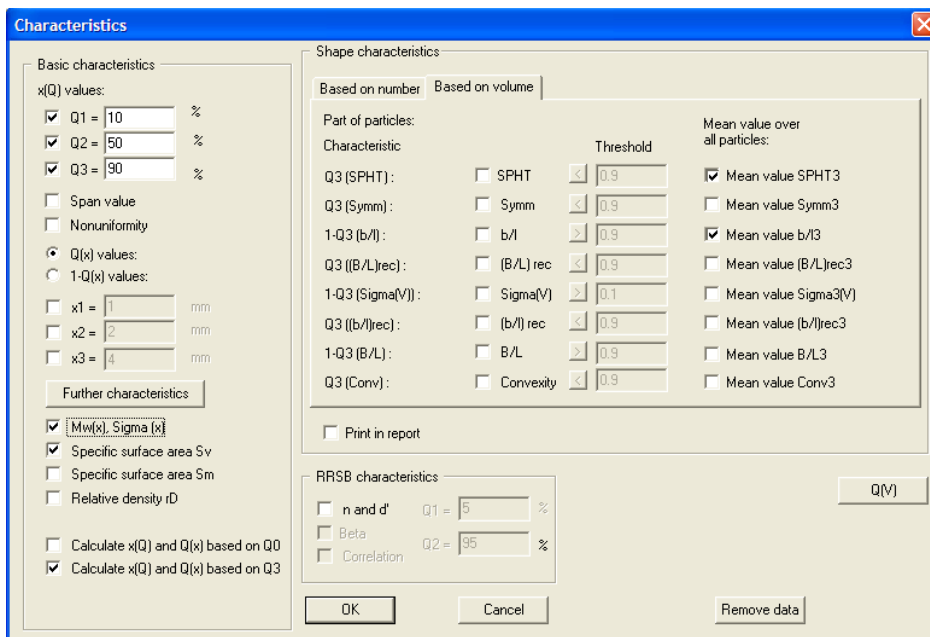 Characteristics
Basic characteristics
x(Q) values:
Q1 = 10 %
Q2 = 50 %
Q3 = 90 %
Span value
Nonuniformity
Q(x) values:
1-Q(x) values:
x1 = 1 mm
x2 = 2 mm
x3 = 4 mm
Further characteristics
Mw(x), Sigma (x)
Specific surface area Sv
Specific surface area Sm
Relative density rD
Calculate x(Q) and Q(x) based on Q0
Calculate x(Q) and Q(x) based on Q3
Shape characteristics
Based on number Based on volume
Part of particles:
Mean value over
all particles:
Characteristic Threshold
Q3 (SPHT) : SPHT < 0.9 Mean value SPHT3
Q3 (Symm) : Symm < 0.9 Mean value Symm3
1-Q3 (b/l) : b/l > 0.9 Mean value b/l3
Q3 ((B/L)rec) : (B/L) rec < 0.9 Mean value (B/L)rec3
1-Q3 (Sigma(V)) : Sigma(V) > 0.1 Mean value Sigma3(V)
Q3 ((b/l)rec) : (b/l) rec < 0.9 Mean value (b/l)rec3
1-Q3 (B/L) : B/L > 0.9 Mean value B/L3
Q3 (Conv) : Convexity < 0.9 Mean value Conv3
Print in report
RRSB characteristics
n and d' Q1 = 5 %
Beta
Correlation Q2 = 95 %
Q(V)
OK Cancel Remove data